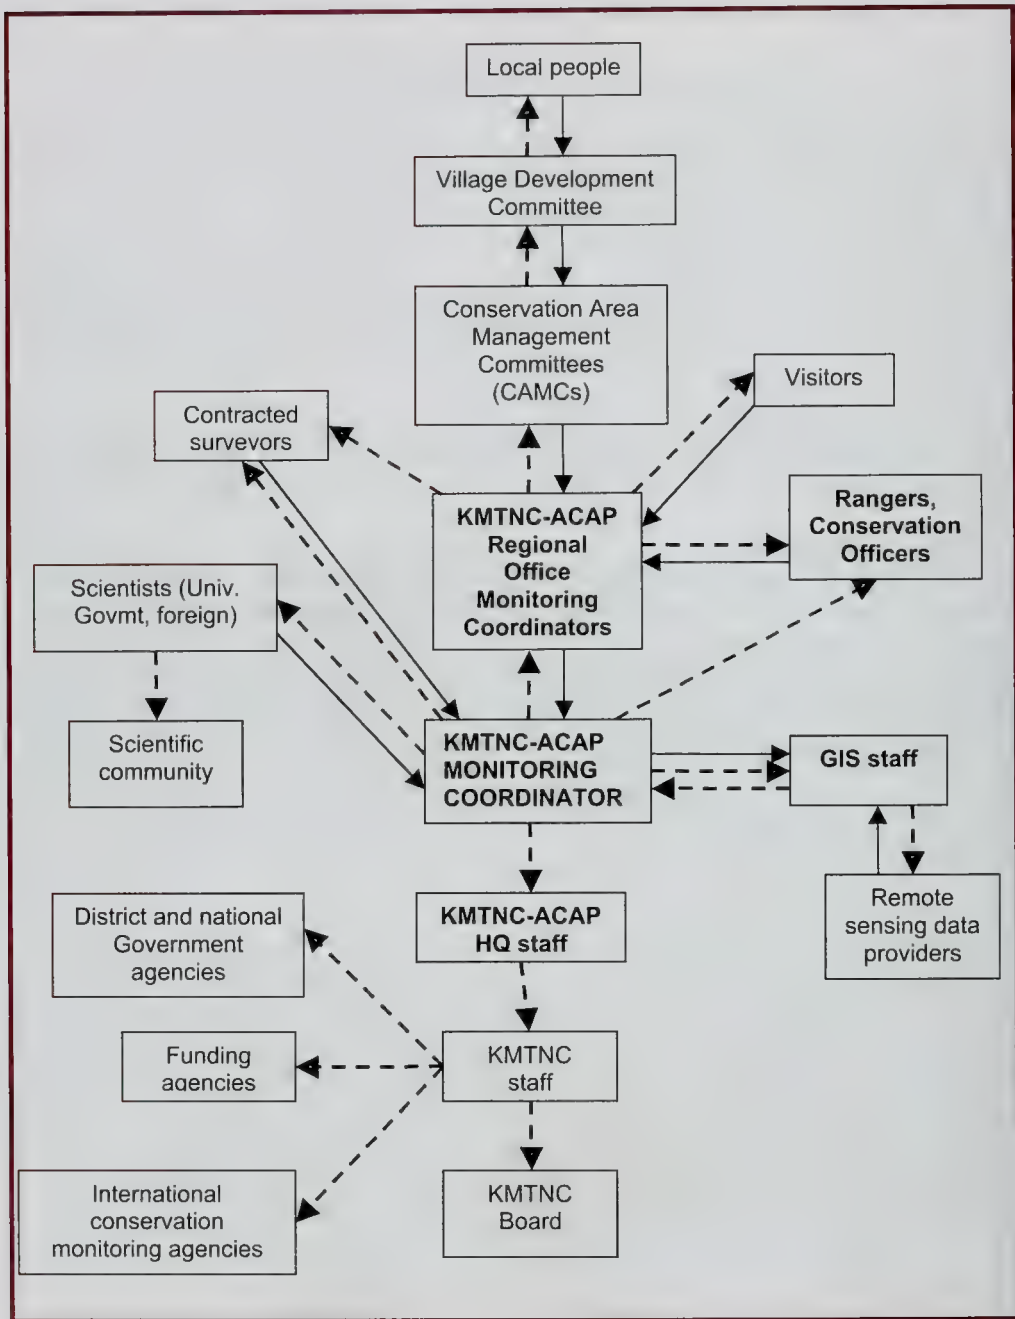 Local people
Village Development
Committee
Conservation Area
Management
Committees
(CAMCs)
Visitors
Contracted
surveyors
KMTNC-ACAP
Regional
Office
Monitoring
Coordinators
Rangers,
Conservation
Officers
Scientists (Univ.
Govmt, foreign)
Scientific
community
KMTNC-ACAP
MONITORING
COORDINATOR
GIS staff
Remote
sensing data
providers
KMTNC-ACAP
HQ staff
District and national
Government
agencies
Funding
agencies
KMTNC
staff
International
conservation
monitoring agencies
KMTNC
Board